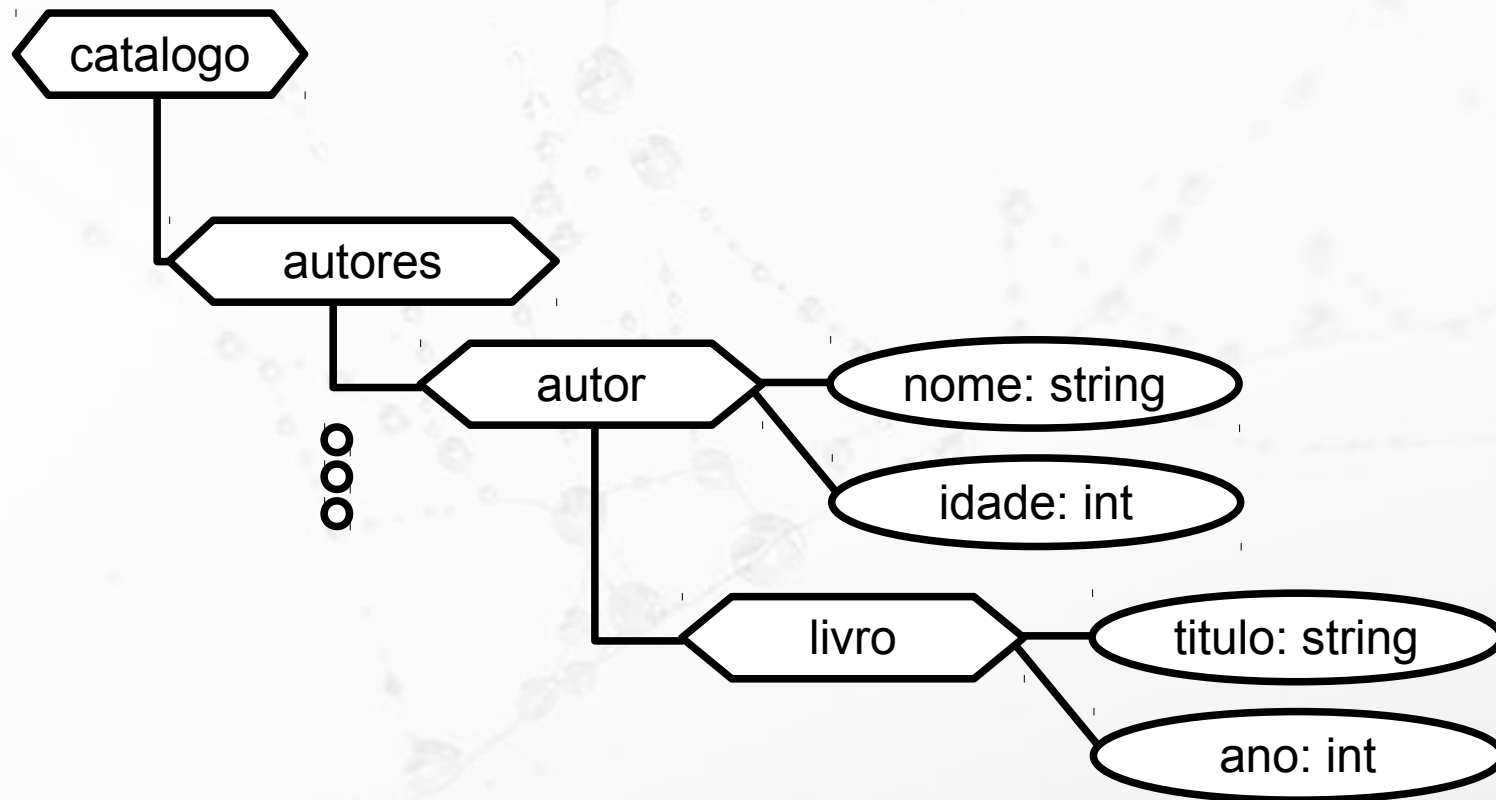 catalogo
autores
autor
nome: string
idade: int
livro
titulo: string
ano: int